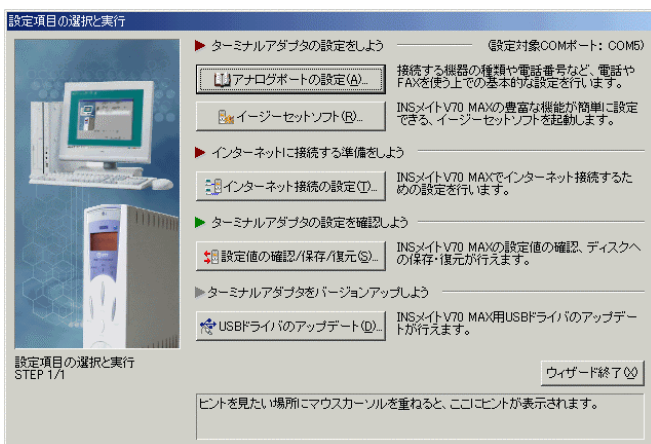 設定項目の選択と実行
ターミナルアダプタの設定をしよう
(設定対象COMポート: COM5)
アナログポートの設定(A)...
接続する機器の種類や電話番号など、電話や
FAXを使う上での基本的な設定を行います。
イージーセットソフト(R)...
INSメイトV70 MAXの豊富な機能が簡単に設定
できる、イージーセットソフトを起動します。
インターネットに接続する準備をしよう
インターネット接続の設定(T)...
INSメイトV70 MAXでインターネット接続するた
めの設定を行います。
ターミナルアダプタの設定を確認しよう
設定値の確認/保存/復元(S)...
INSメイトV70 MAXの設定値の確認、ディスクへ
の保存・復元が行えます。
ターミナルアダプタをバージョンアップしよう
USBドライバのアップデート(D)...
INSメイトV70 MAX用USBドライバのアップデー
トが行えます。
設定項目の選択と実行
STEP 1/1
ウィザード終了(X)
ヒントを見たい場所にマウスカーソルを重ねると、ここにヒントが表示されます。